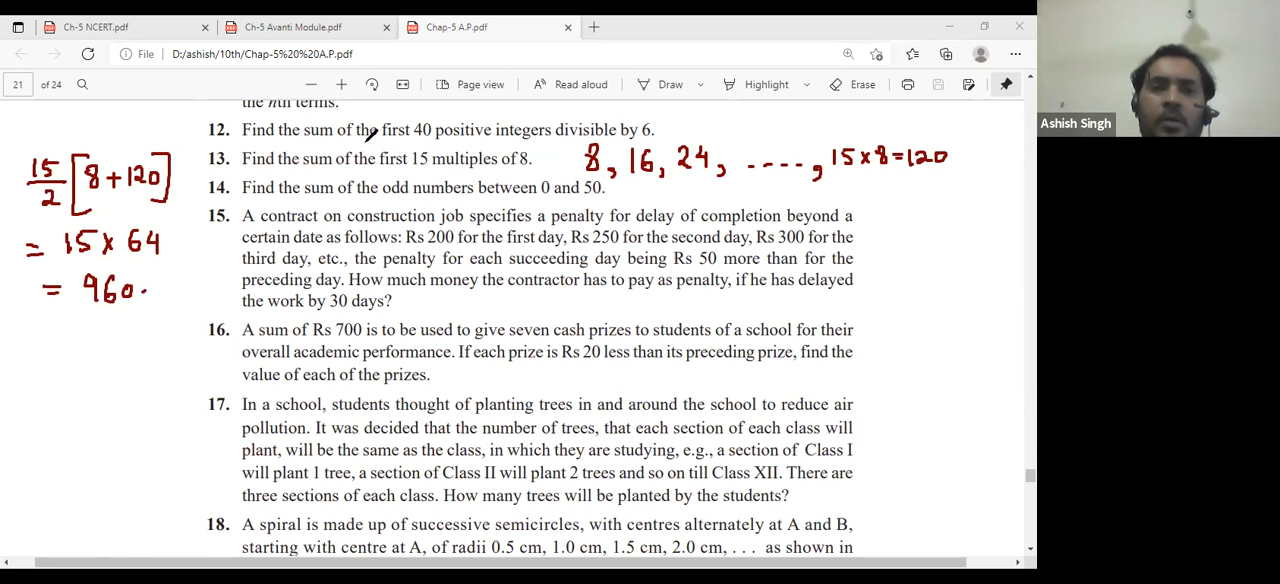 Ch-5 NCERT.pdf
Ch-5 Avanti Module.pdf
Chap-5 A.P.pdf
File D:/ashish/10th/Chap-5%20%20A.P.pdf
21 of 24 Page view Read aloud Draw Highlight Erase
the nth terms.
12. Find the sum of the first 40 positive integers divisible by 6.
13. Find the sum of the first 15 multiples of 8. 8, 16, 24, ----, 15 x 8 = 120
14. Find the sum of the odd numbers between 0 and 50.
15. A contract on construction job specifies a penalty for delay of completion beyond a
certain date as follows: Rs 200 for the first day, Rs 250 for the second day, Rs 300 for the
third day, etc., the penalty for each succeeding day being Rs 50 more than for the
preceding day. How much money the contractor has to pay as penalty, if he has delayed
the work by 30 days?
16. A sum of Rs 700 is to be used to give seven cash prizes to students of a school for their
overall academic performance. If each prize is Rs 20 less than its preceding prize, find the
value of each of the prizes.
17. In a school, students thought of planting trees in and around the school to reduce air
pollution. It was decided that the number of trees, that each section of each class will
plant, will be the same as the class, in which they are studying, e.g., a section of Class I
will plant 1 tree, a section of Class II will plant 2 trees and so on till Class XII. There are
three sections of each class. How many trees will be planted by the students?
18. A spiral is made up of successive semicircles, with centres alternately at A and B,
starting with centre at A, of radii 0.5 cm, 1.0 cm, 1.5 cm, 2.0 cm, . . . as shown in
15/2 [8 + 120]
= 15 x 64
= 960.
Ashish Singh